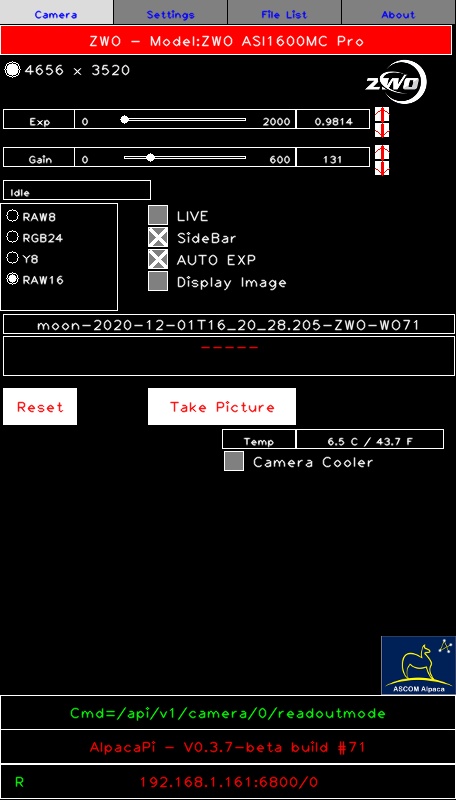 Camera Settings File List About
ZWO - Model:ZWO ASI1600MC Pro
4656 x 3520
ZWO
Exp 0 2000 0.9814
Gain 0 600 131
Idle
RAW8
RGB24
Y8
RAW16
LIVE
SideBar
AUTO EXP
Display Image
moon-2020-12-01T16_20_28.205-ZWO-WO71
-----
Reset Take Picture
Temp 6.5 C / 43.7 F
Camera Cooler
ASCOM Alpaca
Cmd=/api/v1/camera/0/readoutmode
AlpacaPi - V0.3.7-beta build #71
R 192.168.1.161:6800/0